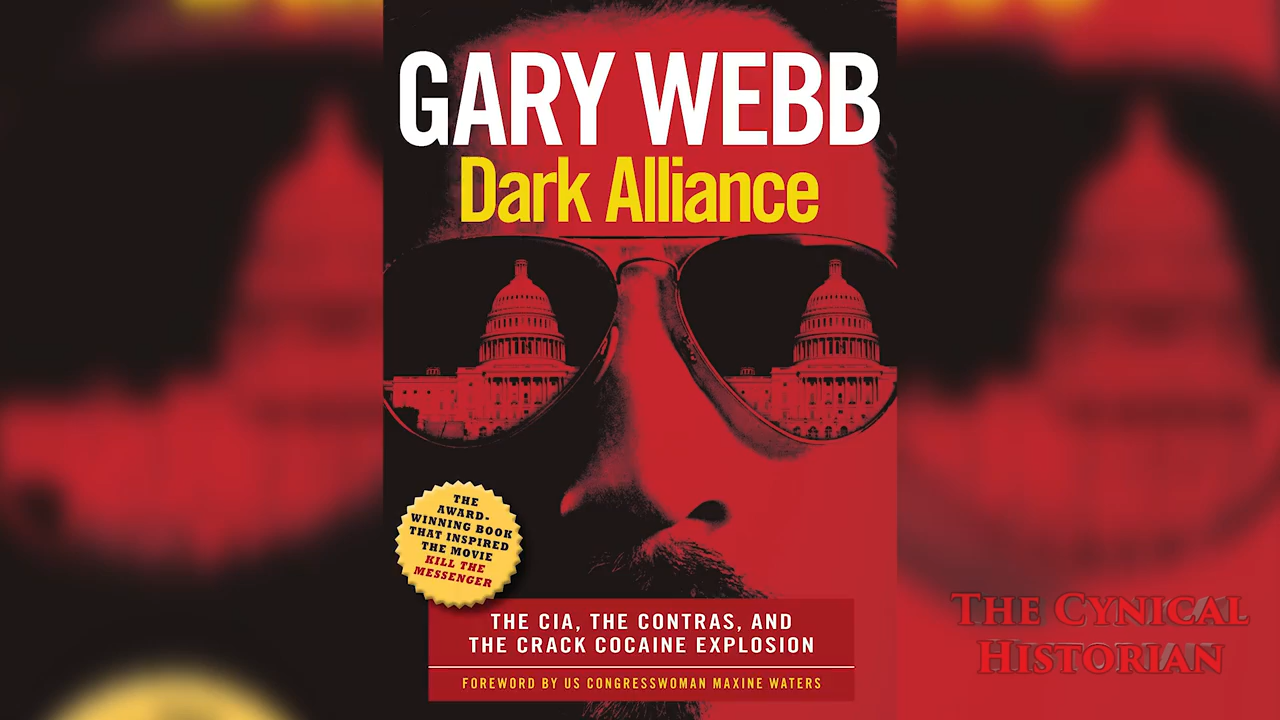 GARY WEBB
Dark Alliance
THE
AWARD-
WINNING BOOK
THAT INSPIRED
THE MOVIE
KILL THE
MESSENGER
THE CIA, THE CONTRAS, AND
THE CRACK COCAINE EXPLOSION
FOREWORD BY US CONGRESSWOMAN MAXINE WATERS
THE CYNICAL
HISTORIAN